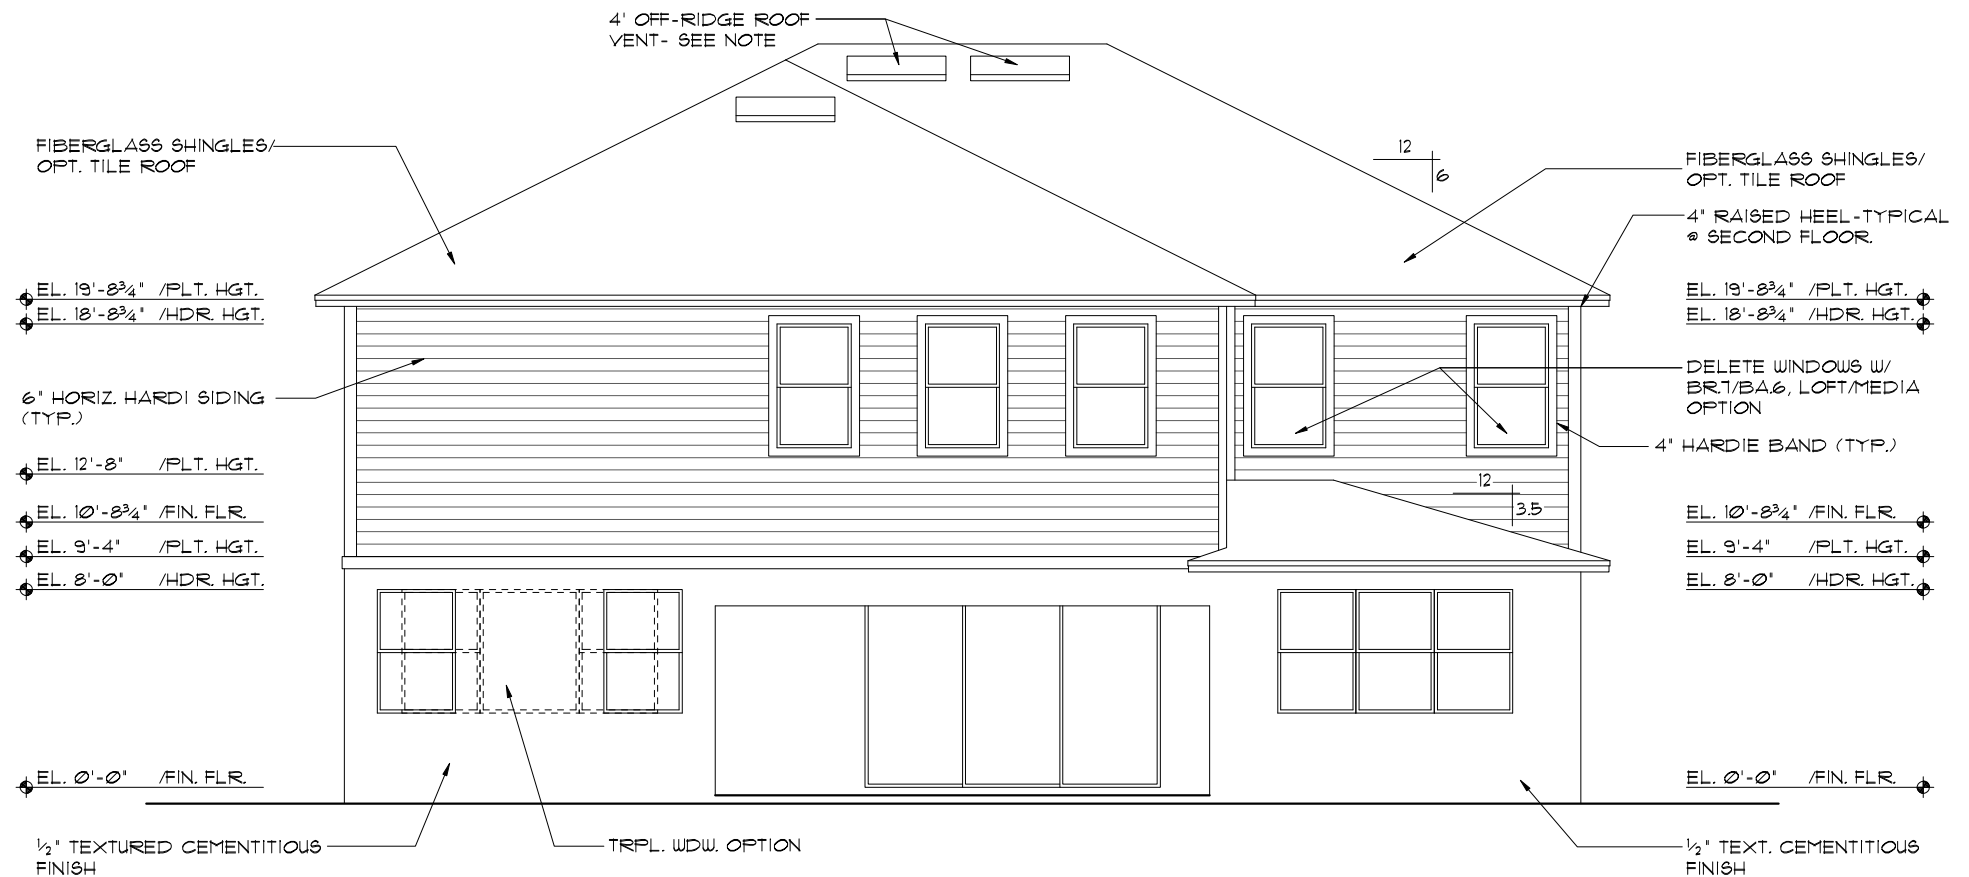 4' OFF-RIDGE ROOF
VENT- SEE NOTE
FIBERGLASS SHINGLES/
OPT. TILE ROOF
12
6
FIBERGLASS SHINGLES/
OPT. TILE ROOF
4" RAISED HEEL-TYPICAL
@ SECOND FLOOR.
EL. 19'-8¾" /PLT. HGT.
EL. 18'-8¾" /HDR. HGT.
EL. 19'-8¾" /PLT. HGT.
EL. 18'-8¾" /HDR. HGT.
6" HORIZ. HARDI SIDING
(TYP.)
DELETE WINDOWS W/
BR.7/BA.6, LOFT/MEDIA
OPTION
4" HARDIE BAND (TYP.)
EL. 12'-8" /PLT. HGT.
12
3.5
EL. 10'-8¾" /FIN. FLR.
EL. 9'-4" /PLT. HGT.
EL. 8'-0" /HDR. HGT.
EL. 10'-8¾" /FIN. FLR.
EL. 9'-4" /PLT. HGT.
EL. 8'-0" /HDR. HGT.
EL. 0'-0" /FIN. FLR.
EL. 0'-0" /FIN. FLR.
½" TEXTURED CEMENTITIOUS
FINISH
TRPL. WDW. OPTION
½" TEXT. CEMENTITIOUS
FINISH